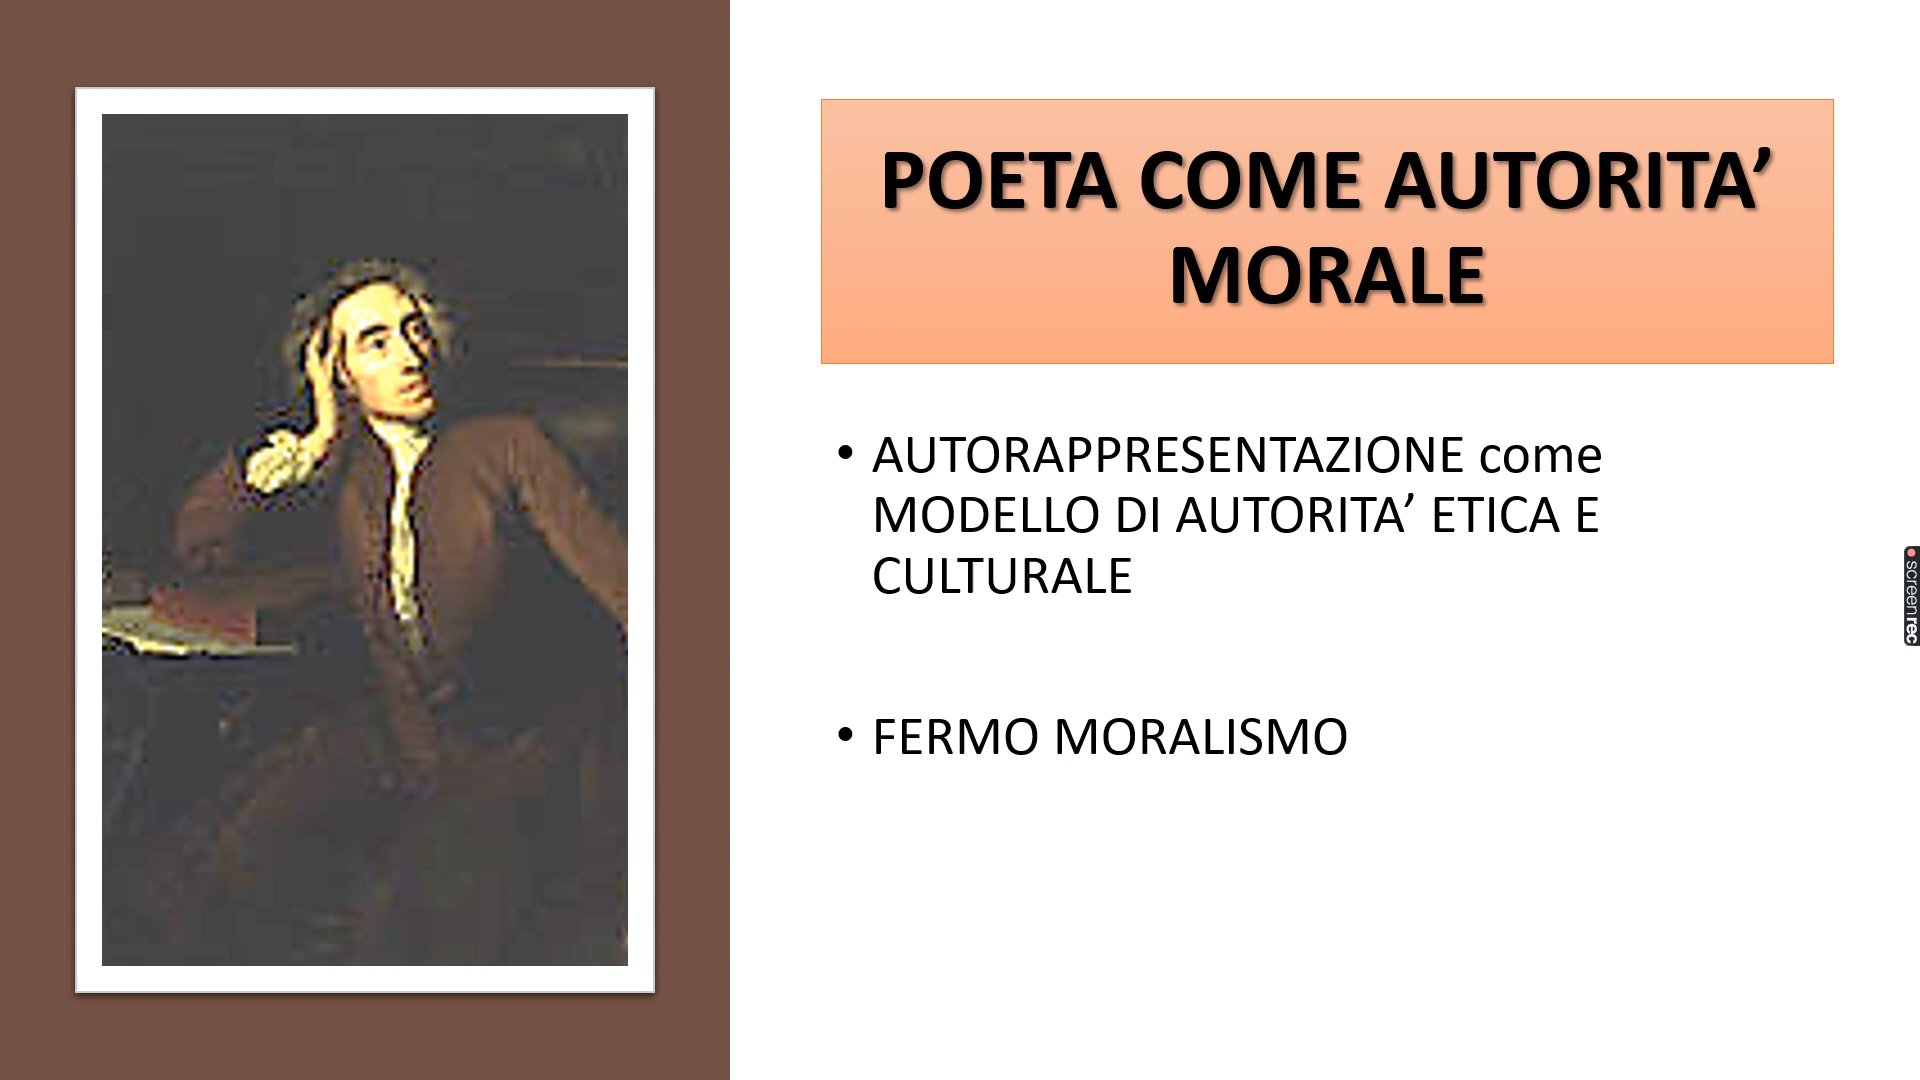 POETA COME AUTORITA’
MORALE
• AUTORAPPRESENTAZIONE come
MODELLO DI AUTORITA’ ETICA E
CULTURALE
• FERMO MORALISMO
screenrec